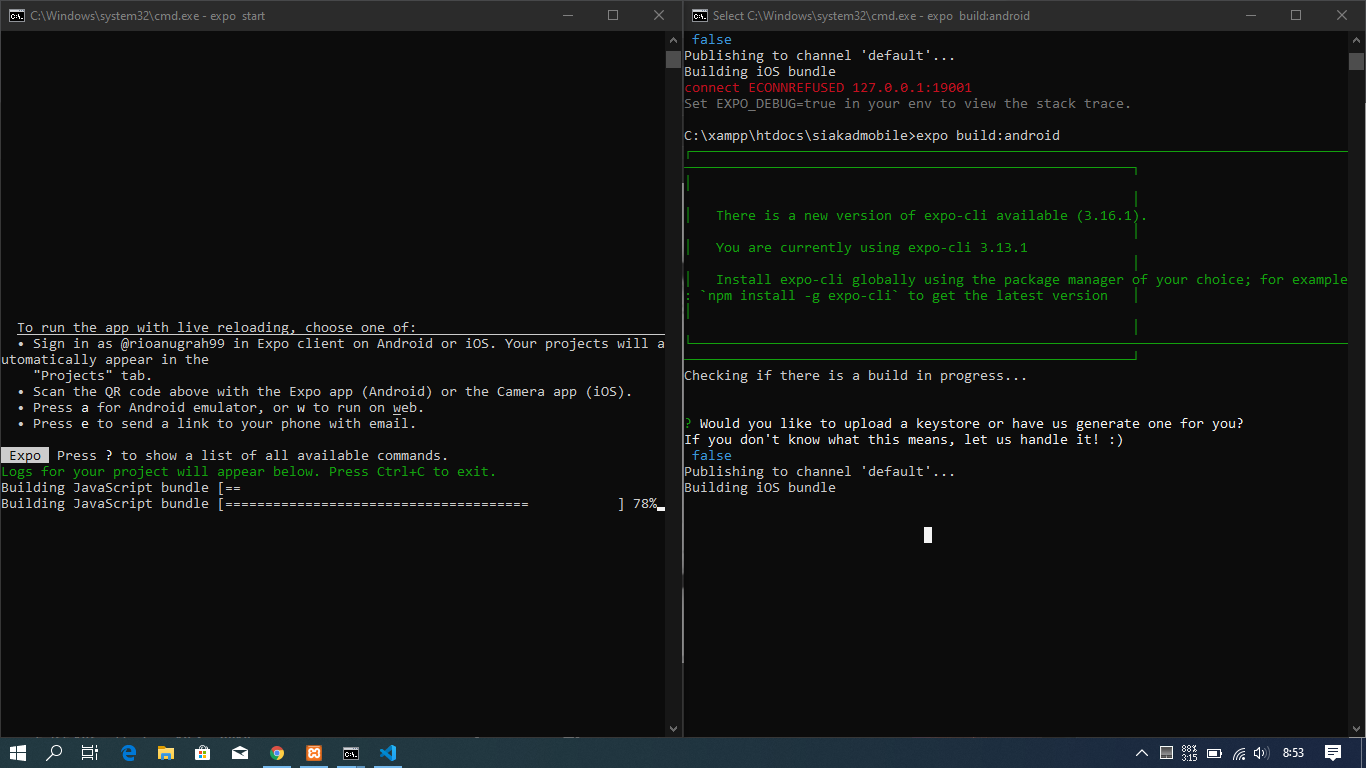 C:\Windows\system32\cmd.exe - expo start
To run the app with live reloading, choose one of:
• Sign in as @rioanugrah99 in Expo client on Android or iOS. Your projects will a
utomatically appear in the
"Projects" tab.
• Scan the QR code above with the Expo app (Android) or the Camera app (iOS).
• Press a for Android emulator, or w to run on web.
• Press e to send a link to your phone with email.
Expo Press ? to show a list of all available commands.
Logs for your project will appear below. Press Ctrl+C to exit.
Building JavaScript bundle [==
Building JavaScript bundle [====================================== ] 78%
Select C:\Windows\system32\cmd.exe - expo build:android
false
Publishing to channel 'default'...
Building iOS bundle
connect ECONNREFUSED 127.0.0.1:19001
Set EXPO_DEBUG=true in your env to view the stack trace.
C:\xampp\htdocs\siakadmobile>expo build:android
There is a new version of expo-cli available (3.16.1).
You are currently using expo-cli 3.13.1
Install expo-cli globally using the package manager of your choice; for example
: `npm install -g expo-cli` to get the latest version
Checking if there is a build in progress...
? Would you like to upload a keystore or have us generate one for you?
If you don't know what this means, let us handle it! :)
false
Publishing to channel 'default'...
Building iOS bundle
88%
3:15
8:53